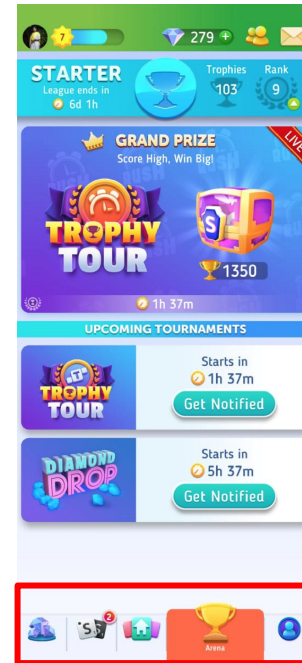 7
279
STARTER
League ends in
6d 1h
Trophies
103
Rank
9
LIVE
GRAND PRIZE
Score High, Win Big!
TROPHY
TOUR
S
1350
1h 37m
UPCOMING TOURNAMENTS
TROPHY
TOUR
Starts in
1h 37m
Get Notified
DIAMOND
DROP
Starts in
5h 37m
Get Notified
S
2
Arena